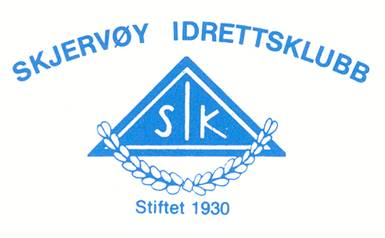 SKJERVØY IDRETTSKLUBB
SIK
Stiftet 1930